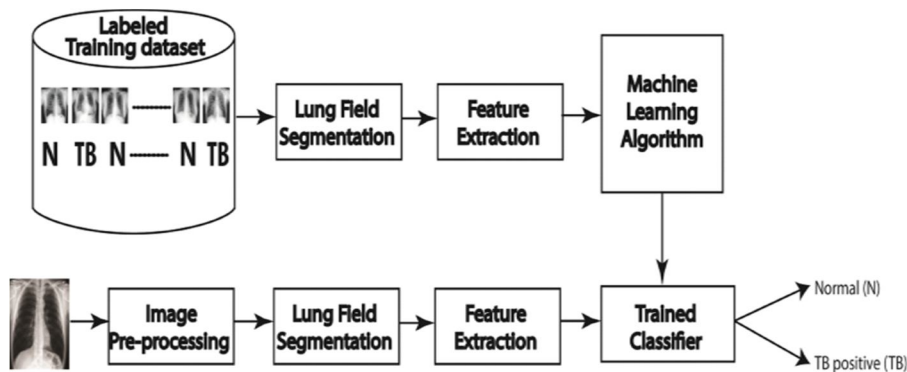 Labeled
Training dataset
N TB N N TB
Lung Field
Segmentation
Feature
Extraction
Machine
Learning
Algorithm
Image
Pre-processing
Lung Field
Segmentation
Feature
Extraction
Trained
Classifier
Normal (N)
TB positive (TB)